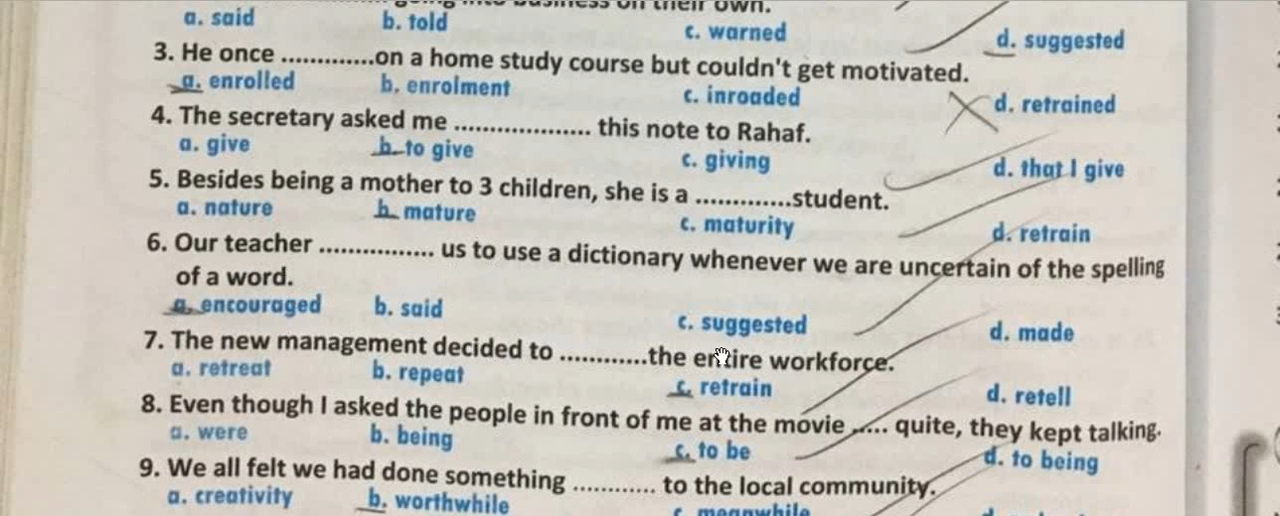 business on their own.
a. said b. told c. warned d. suggested
3. He once .............on a home study course but couldn't get motivated.
a. enrolled b. enrolment c. inroaded d. retrained
4. The secretary asked me ................... this note to Rahaf.
a. give b. to give c. giving d. that I give
5. Besides being a mother to 3 children, she is a .............student.
a. nature b. mature c. maturity d. retrain
6. Our teacher ................ us to use a dictionary whenever we are uncertain of the spelling
of a word.
a. encouraged b. said c. suggested d. made
7. The new management decided to ............the entire workforce.
a. retreat b. repeat c. retrain d. retell
8. Even though I asked the people in front of me at the movie ..... quite, they kept talking.
a. were b. being c. to be d. to being
9. We all felt we had done something ............ to the local community.
a. creativity b. worthwhile c. meanwhile